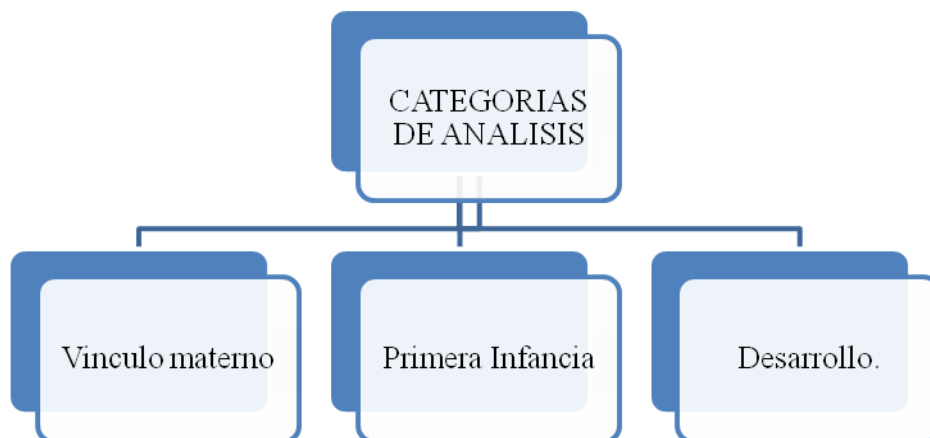 CATEGORIAS
DE ANALISIS
Vinculo materno
Primera Infancia
Desarrollo.